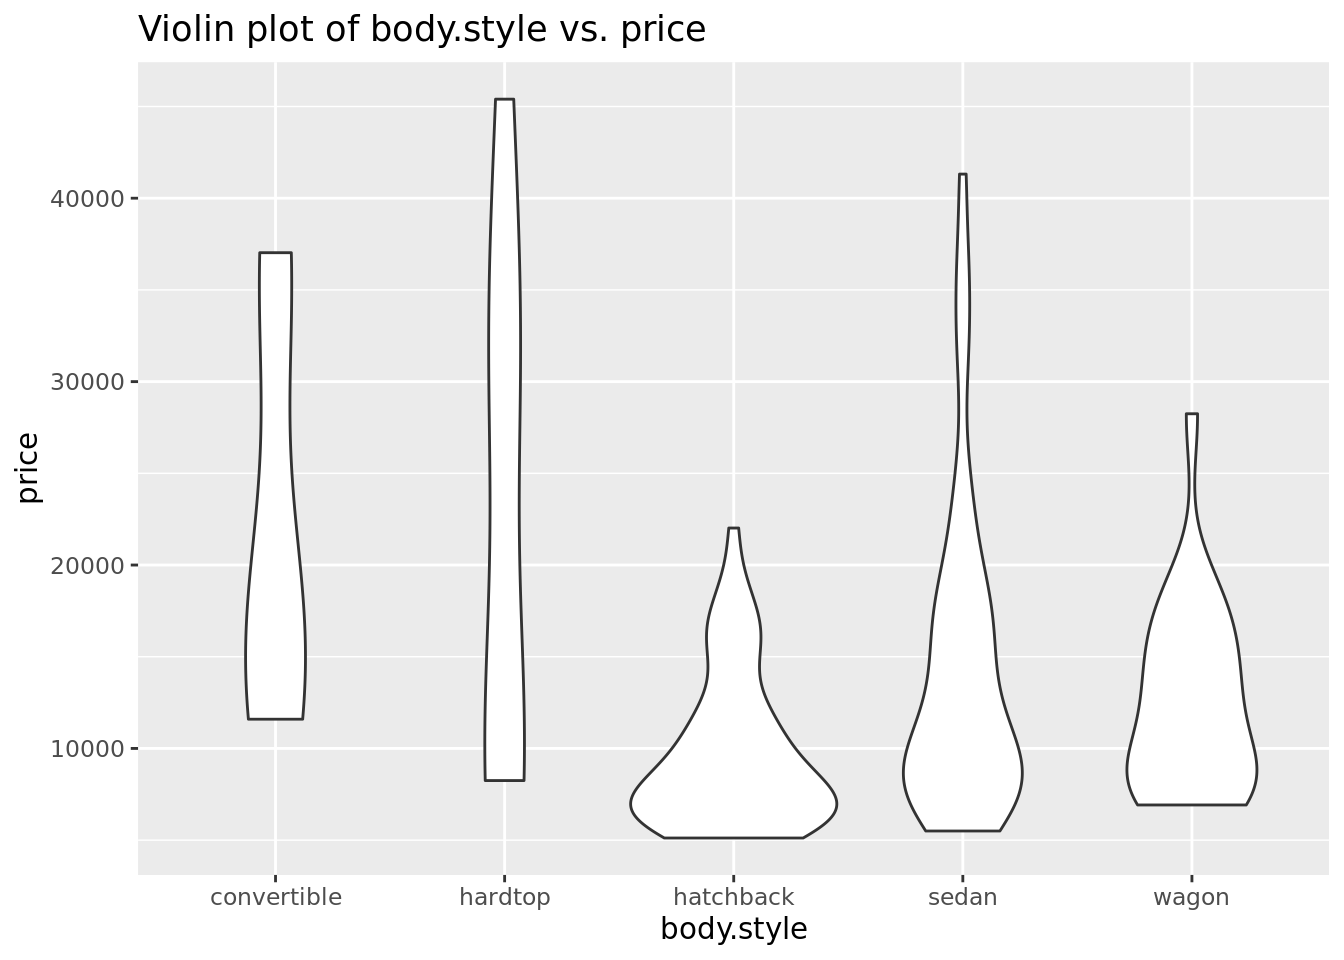 Violin plot of body.style vs. price
40000
30000
20000
10000
price
convertible hardtop hatchback sedan wagon
body.style